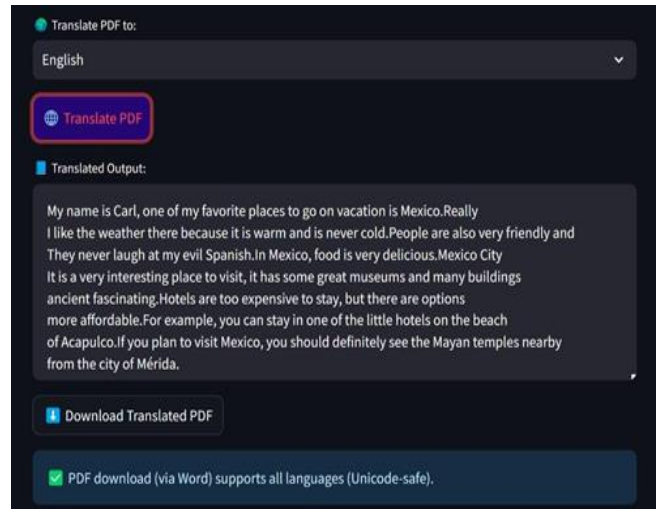 Translate PDF to:
English
Translate PDF
Translated Output:
My name is Carl, one of my favorite places to go on vacation is Mexico.Really
I like the weather there because it is warm and is never cold.People are also very friendly and
They never laugh at my evil Spanish.In Mexico, food is very delicious.Mexico City
It is a very interesting place to visit, it has some great museums and many buildings
ancient fascinating.Hotels are too expensive to stay, but there are options
more affordable.For example, you can stay in one of the little hotels on the beach
of Acapulco.If you plan to visit Mexico, you should definitely see the Mayan temples nearby
from the city of Mérida.
Download Translated PDF
PDF download (via Word) supports all languages (Unicode-safe).